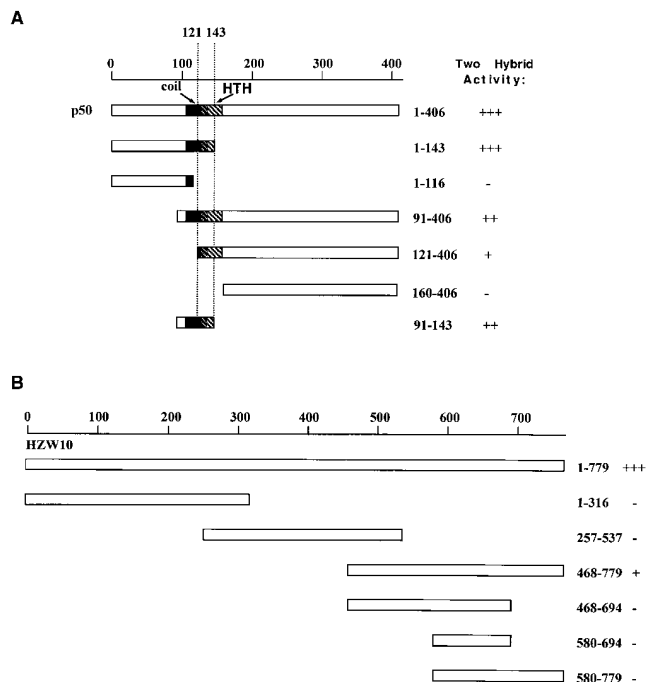 A
121 143
0 100 200 300 400
Two Hybrid
Activity:
coil HTH
p50 1-406 +++
1-143 +++
1-116 -
91-406 ++
121-406 +
160-406 -
91-143 ++
B
0 100 200 300 400 500 600 700
HZW10
1-779 +++
1-316 -
257-537 -
468-779 +
468-694 -
580-694 -
580-779 -